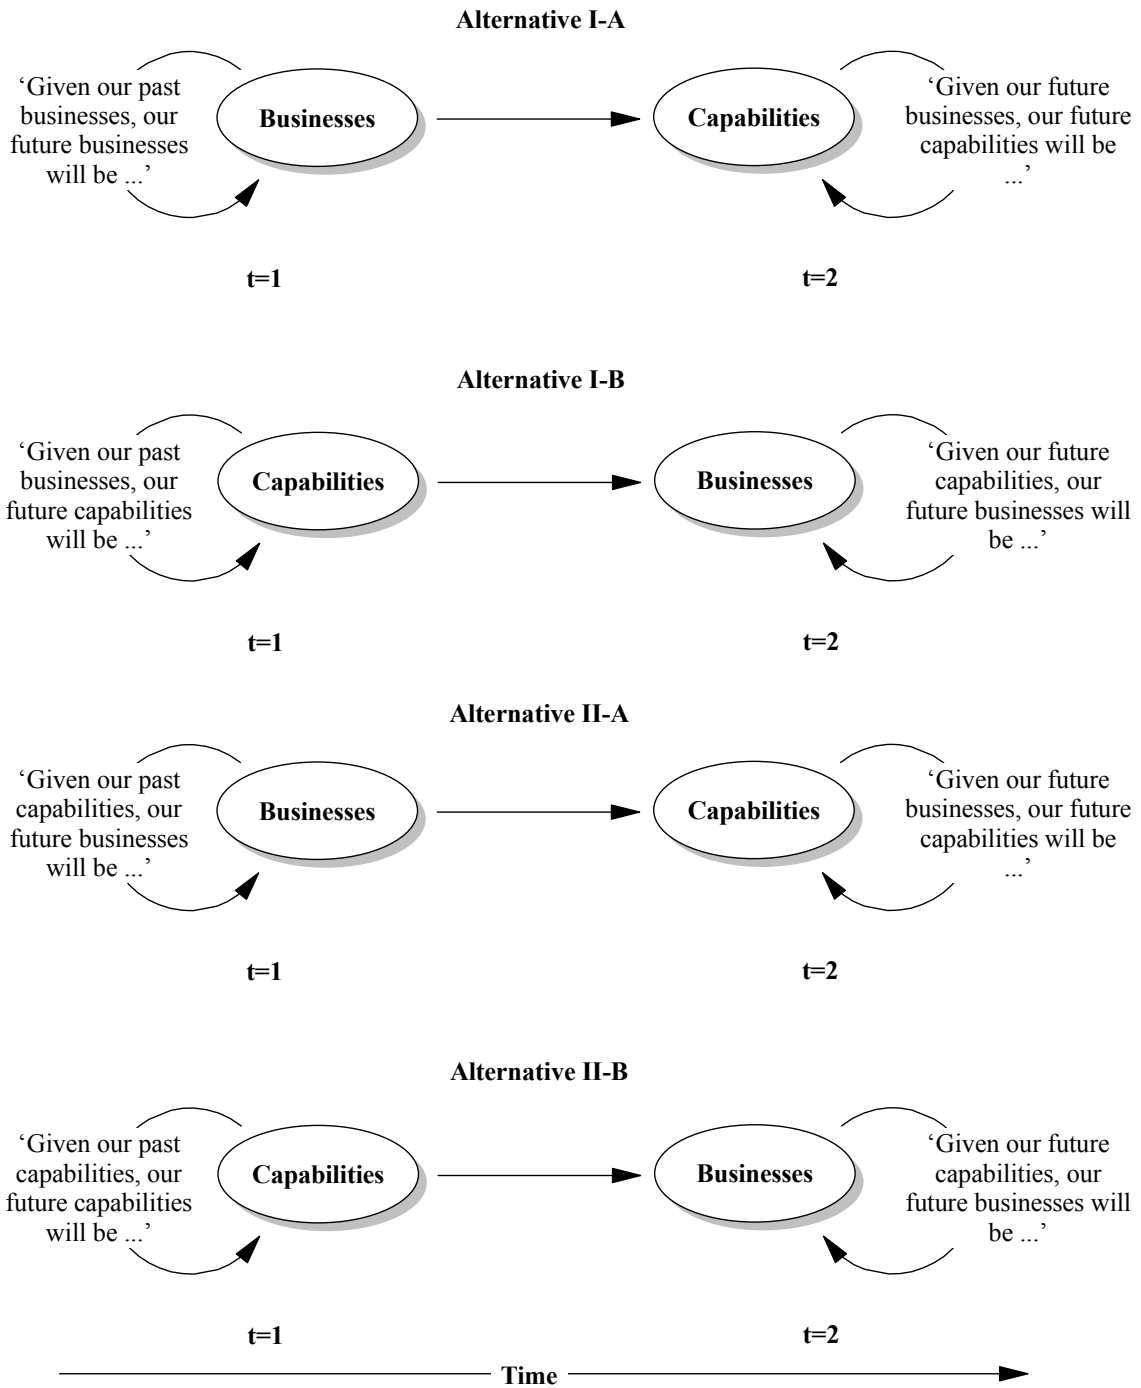 Alternative I-A
‘Given our past
businesses, our
future businesses
will be ...’
Businesses
Capabilities
‘Given our future
businesses, our future
capabilities will be
...’
t=1
t=2
Alternative I-B
‘Given our past
businesses, our
future capabilities
will be ...’
Capabilities
Businesses
‘Given our future
capabilities, our
future businesses will
be ...’
t=1
t=2
Alternative II-A
‘Given our past
capabilities, our
future businesses
will be ...’
Businesses
Capabilities
‘Given our future
businesses, our future
capabilities will be
...’
t=1
t=2
Alternative II-B
‘Given our past
capabilities, our
future capabilities
will be ...’
Capabilities
Businesses
‘Given our future
capabilities, our
future businesses will
be ...’
t=1
t=2
Time